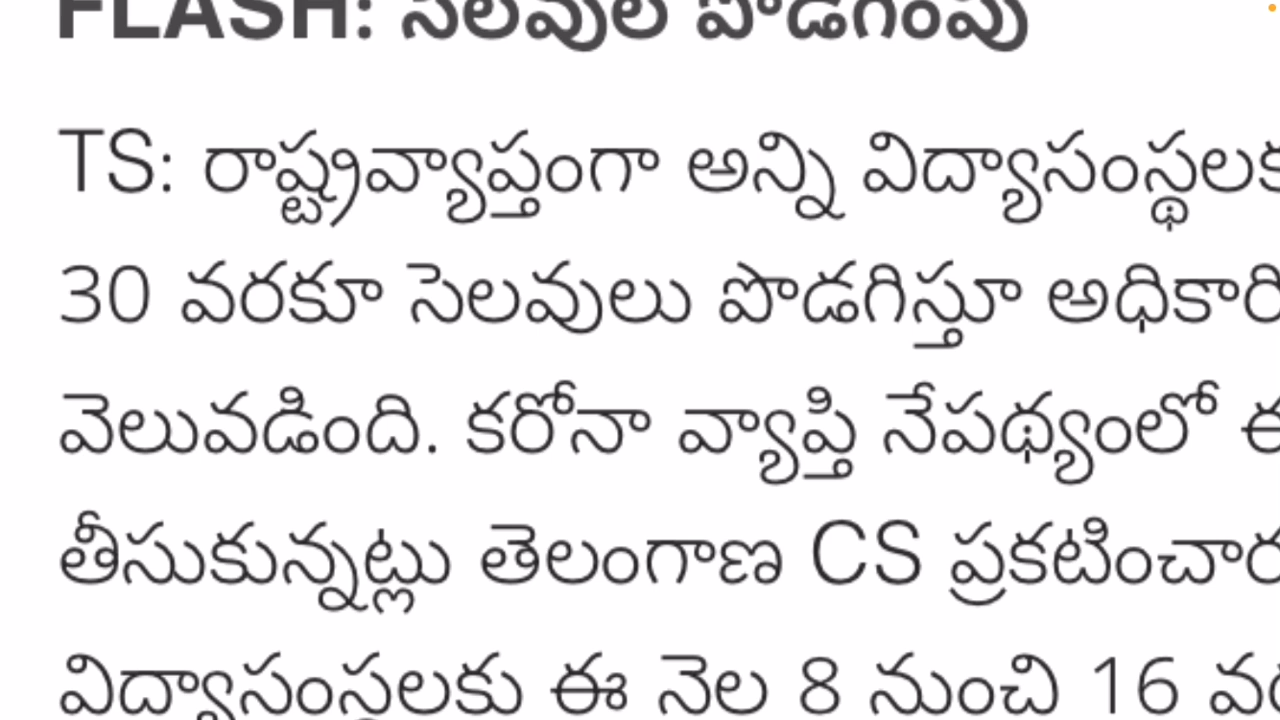 FLASH: సెలవుల పొడగింపు
TS: రాష్ట్రవ్యాప్తంగా అన్ని విద్యాసంస్థలక
30 వరకూ సెలవులు పొడగిస్తూ అధికారి
వెలువడింది. కరోనా వ్యాప్తి నేపథ్యంలో ఈ
తీసుకున్నట్లు తెలంగాణ CS ప్రకటించార
విద్యాసంస్థలకు ఈ నెల 8 నుంచి 16 వర